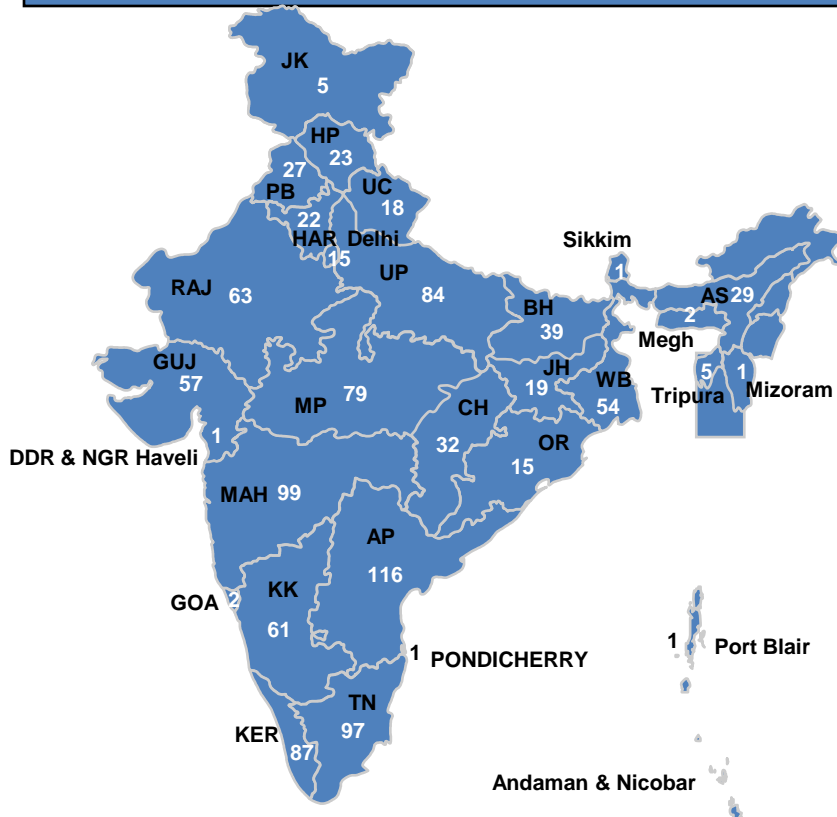 JK
5
HP
23
27
PB
UC
18
22
HAR Delhi
15
Sikkim
1
RAJ
63
UP
84
AS 29
2
Megh
BH
39
GUJ
57
MP
79
JH
19
WB
54
CH
32
5
Tripura
1
Mizoram
OR
15
1
DDR & NGR Haveli
MAH 99
AP
116
GOA 2
KK
61
1 PONDICHERRY
1 Port Blair
TN
97
KER
87
Andaman & Nicobar